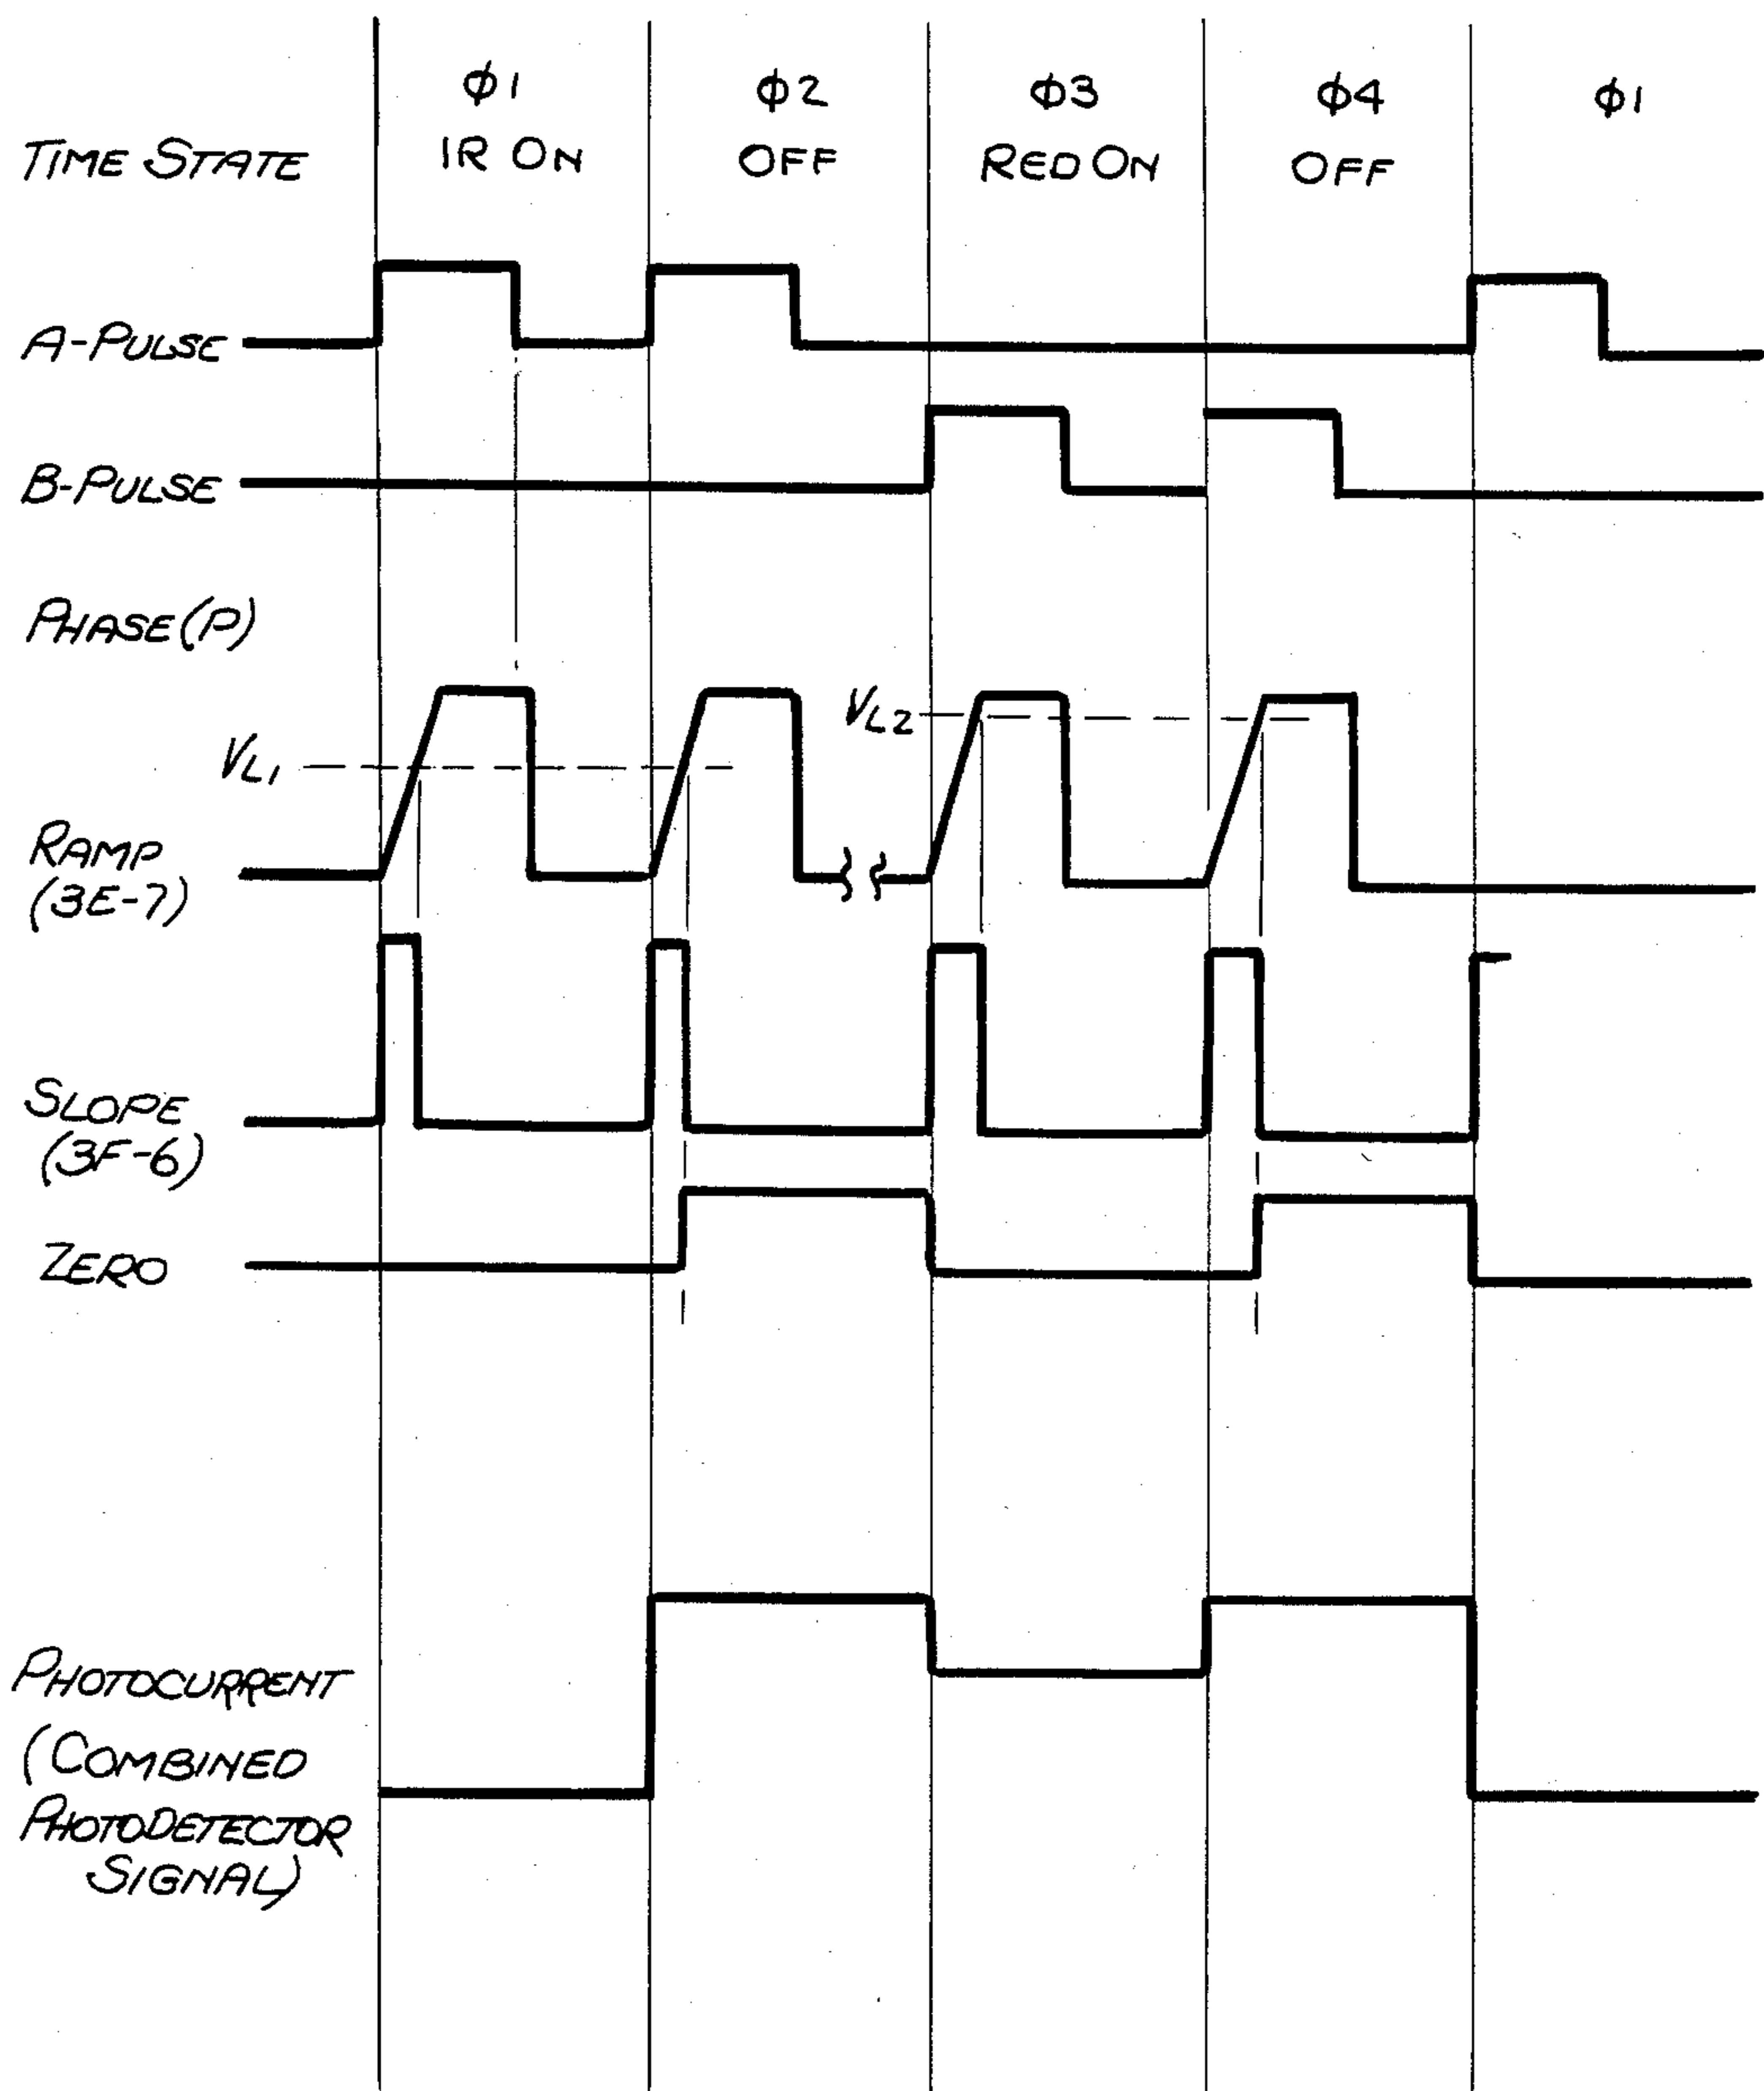 φ1 φ2 φ3 φ4 φ1
TIME STATE IR ON OFF RED ON OFF
A-PULSE
B-PULSE
PHASE(P)
VL2
VL1
RAMP
(3E-7)
SLOPE
(3F-6)
ZERO
PHOTOCURRENT
(COMBINED
PHOTODETECTOR
SIGNAL)